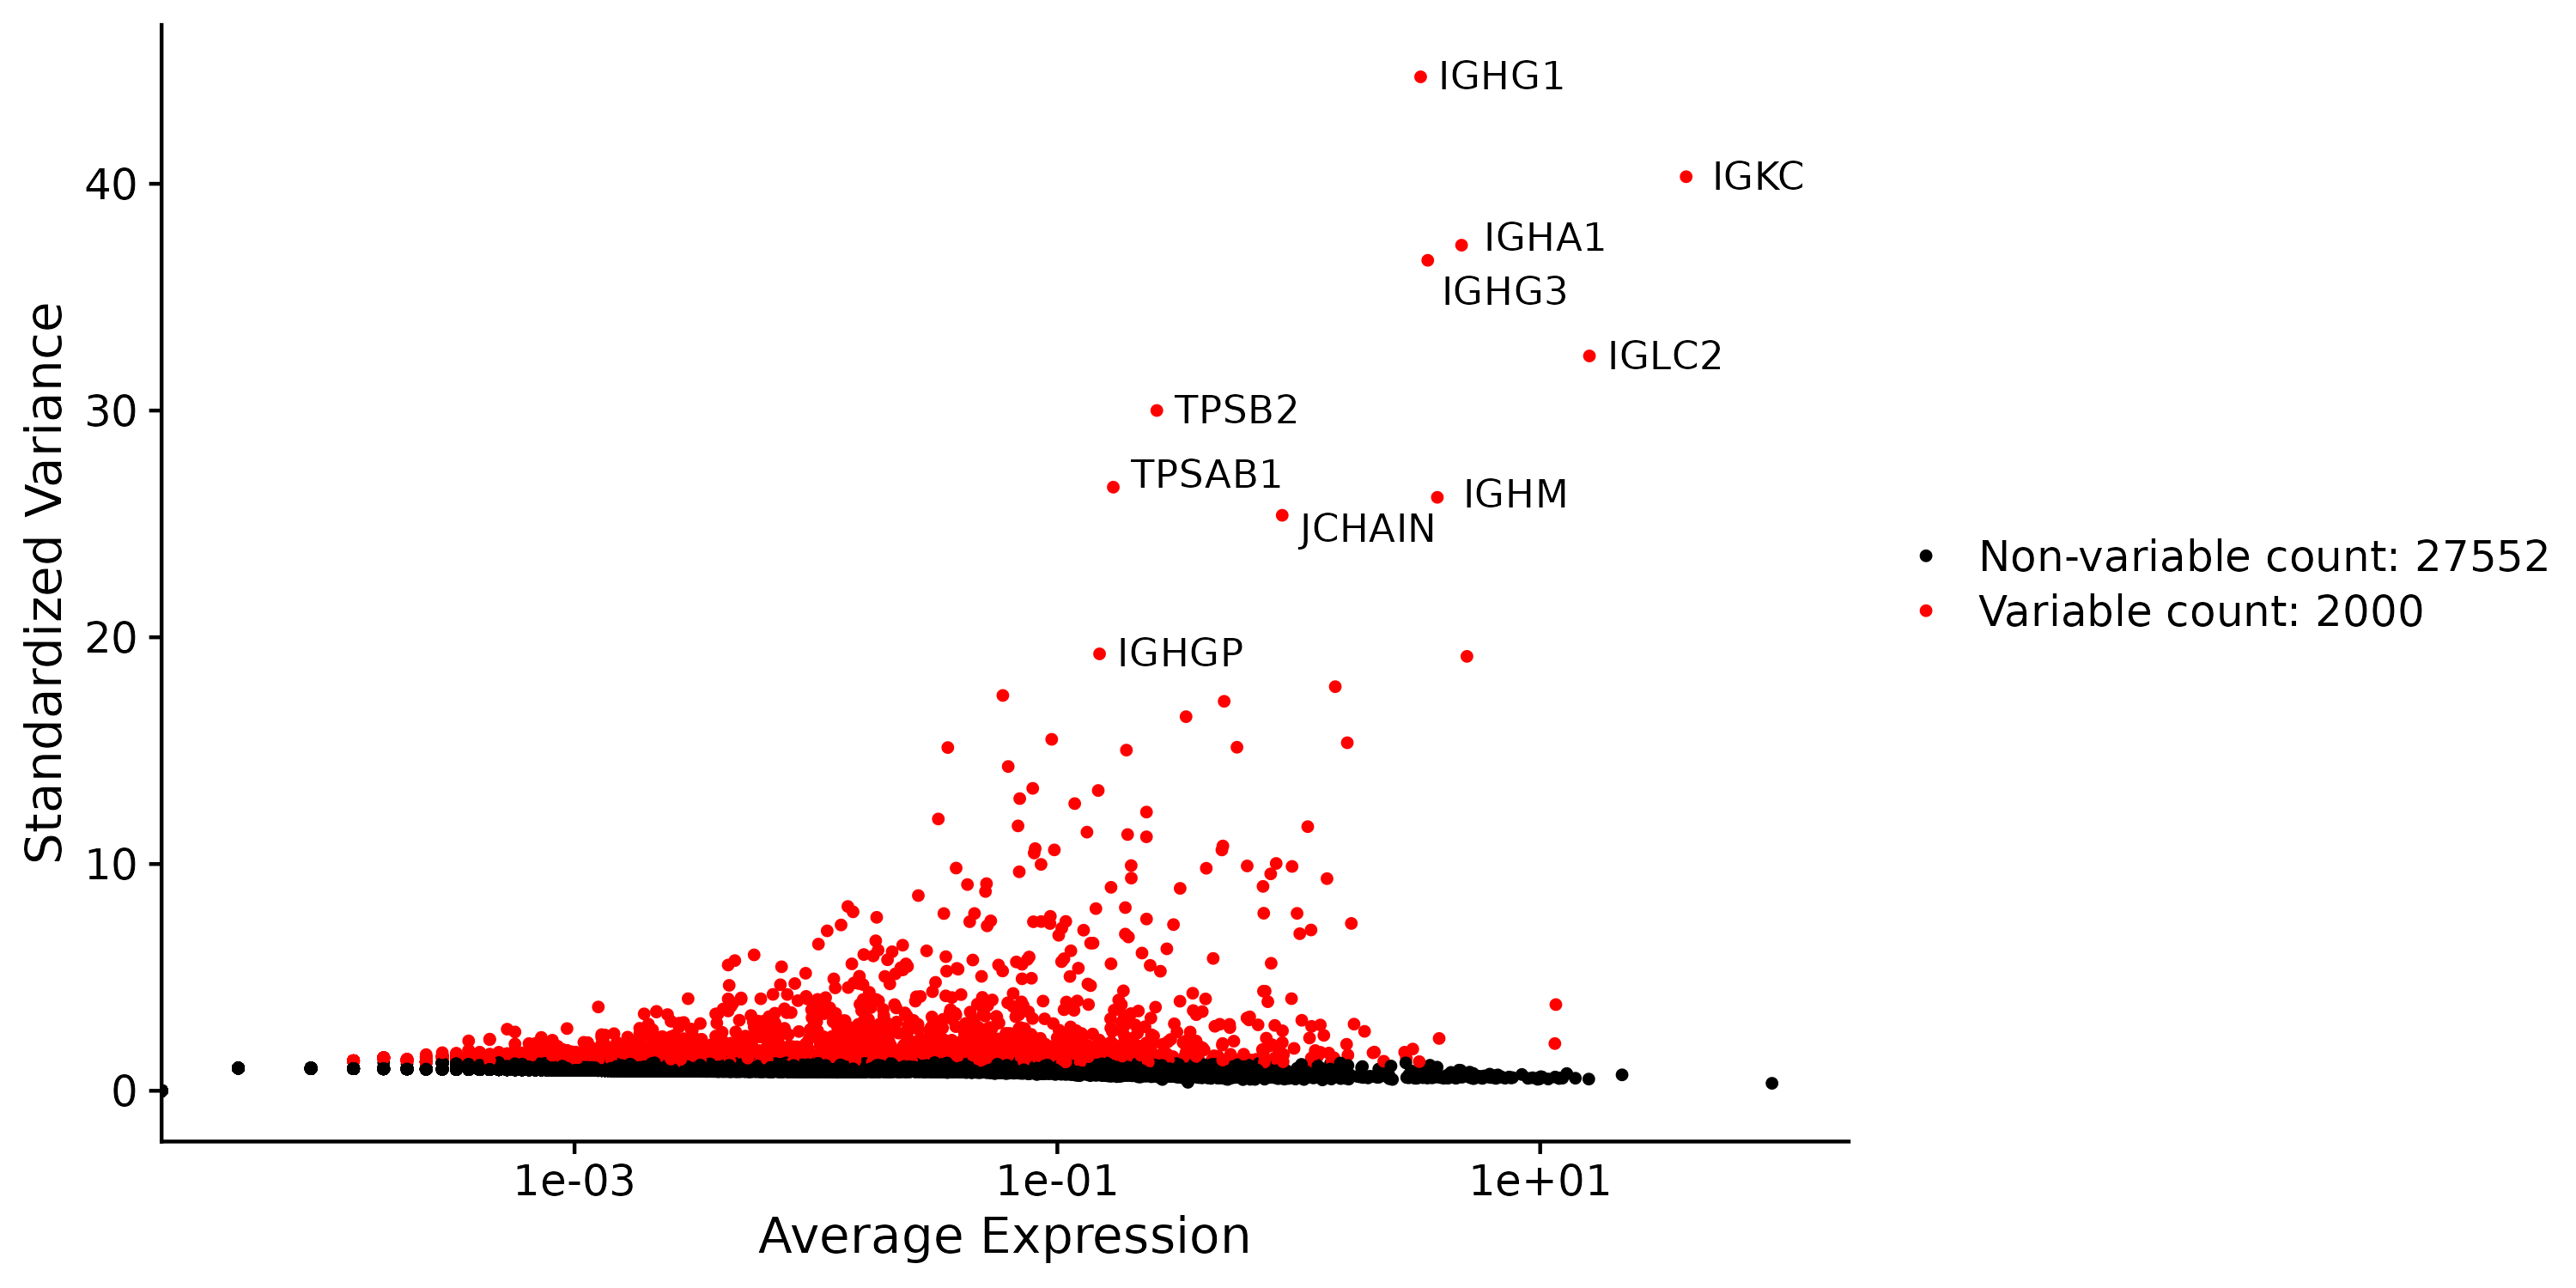 IGHG1
IGKC
40
IGHA1
IGHG3
IGLC2
30
TPSB2
TPSAB1
IGHM
JCHAIN
Non-variable count: 27552
Variable count: 2000
20
IGHGP
10
0
Standardized Variance
1e-03 1e-01 1e+01
Average Expression